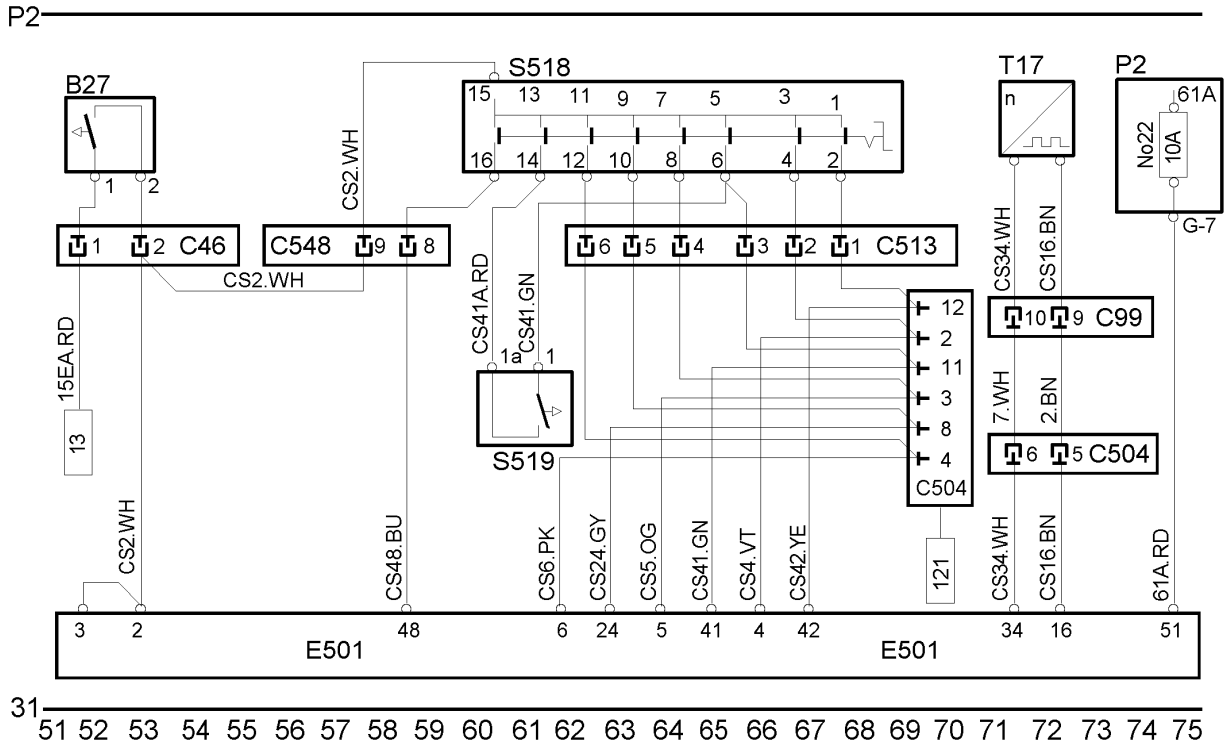 P2
B27
S518
T17
P2
15 13 11 9 7 5 3 1
n
61A
No22
10A
16 14 12 10 8 6 4 2
1 2
G-7
CS2.WH
1 2 C46
C548 9 8
6 5 4 3 2 1 C513
CS2.WH
CS41A.RD
CS41.GN
CS34.WH
CS16.BN
12
2
11
3
8
4
C504
10 9 C99
15EA.RD
1a 1
S519
13
7.WH
2.BN
6 5 C504
CS2.WH
CS48.BU
CS6.PK
CS24.GY
CS5.OG
CS41.GN
CS4.VT
CS42.YE
121
CS34.WH
CS16.BN
61A.RD
3 2 48 6 24 5 41 4 42 34 16 51
E501 E501
31
51 52 53 54 55 56 57 58 59 60 61 62 63 64 65 66 67 68 69 70 71 72 73 74 75